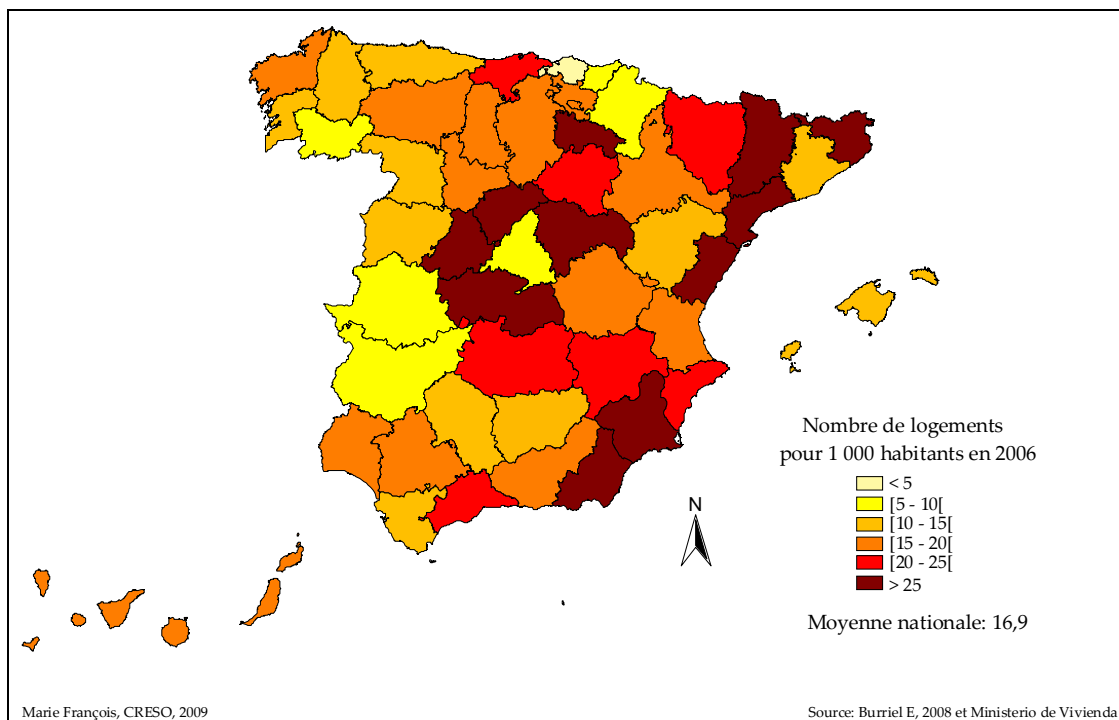 N
Nombre de logements
pour 1 000 habitants en 2006
< 5
[5 - 10[
[10 - 15[
[15 - 20[
[20 - 25[
> 25
Moyenne nationale: 16,9
Marie François, CRESO, 2009
Source: Burriel E, 2008 et Ministerio de Vivienda